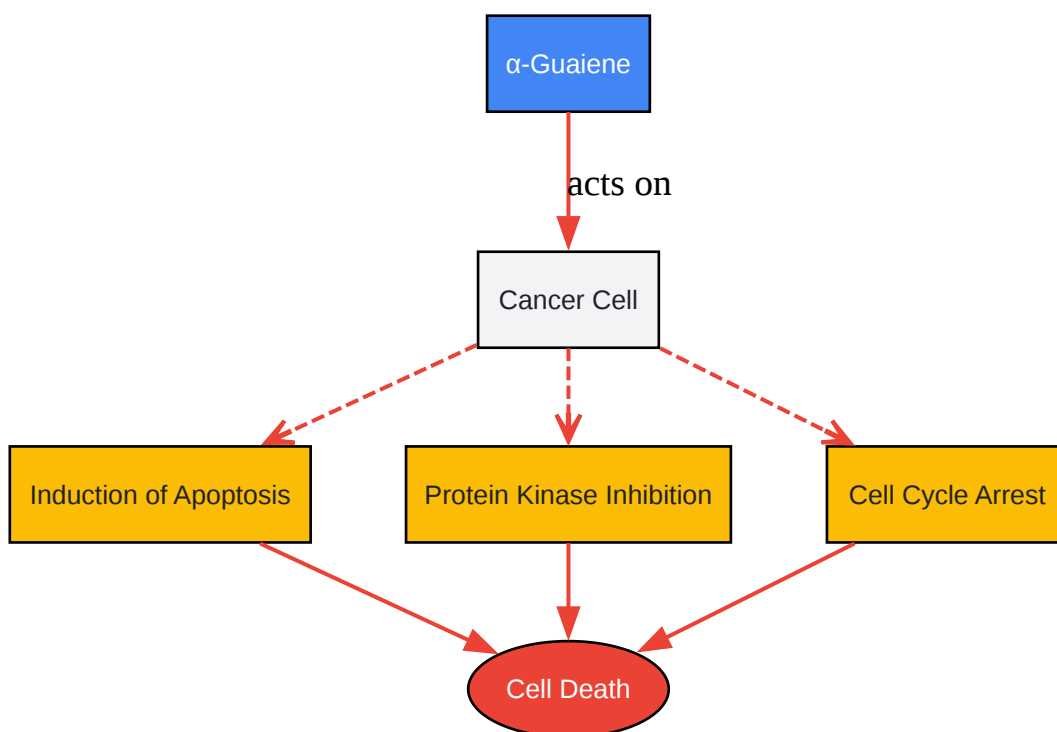 α-Guaiene
acts on
Cancer Cell
Induction of Apoptosis
Protein Kinase Inhibition
Cell Cycle Arrest
Cell Death